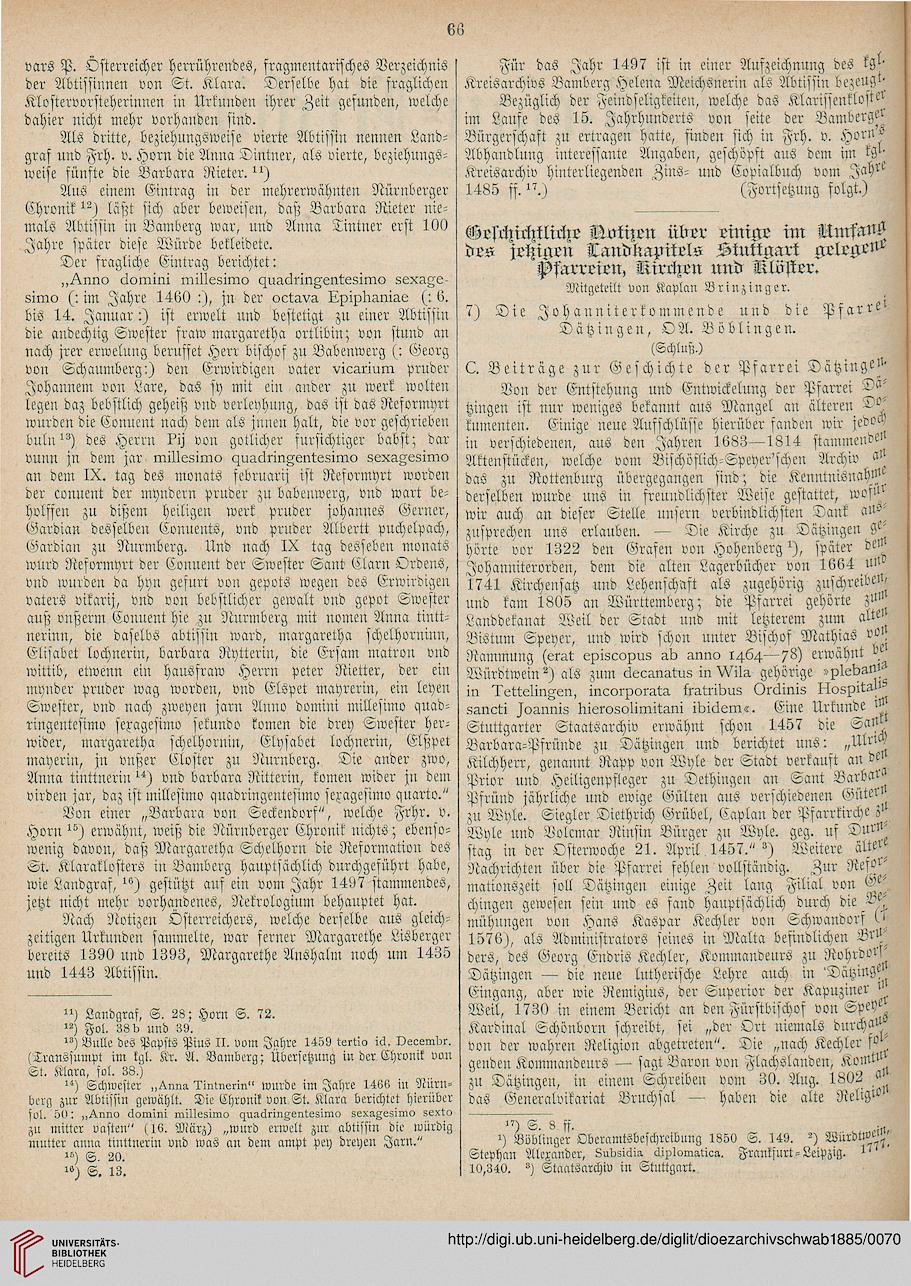 66
vars P. Österreicher herrührendes, fragmentarisches Verzeichnis
der Abtissinnen von St. Klara. Derselbe hat die fraglichen
Klostervorsteherinnen in Urkunden ihrer Zeit gefunden, welche
dahier nicht mehr vorhanden sind.
Als dritte, beziehungsweise vierte Abtissin nennen Land-
graf und Frh. v. Horn die Anna Dintner, als vierte, beziehungs-
weise fünfte die Barbara Rieter. ¹¹)
Aus einem Eintrag in der mehrerwähnten Nürnberger
Chronik ¹²) läßt sich aber beweisen, daß Barbara Rieter nie-
mals Abtissin in Bamberg war, und Anna Tintner erst 100
Jahre später diese Würde bekleidete.
Der fragliche Eintrag berichtet:
„Anno domini millesimo quadringentesimo sexage-
simo (: im Jahre 1460 :), jn der octava Epiphaniae (: 6.
bis 14. Januar :) ist erwelt und bestetigt zu einer Abtissin
die andechtig Swester fraw margaretha ortlibin; von stund an
nach jrer erwelung beruffet Herr bischof zu Babenwerg (: Georg
von Schaumberg:) den Erwirdigen vater vicarium pruder
Johannem von Lare, das sy mit ein ander zu werk wolten
legen daz bebstlich geheiß vnd verleyhung, das ist das Reformyrt
wurden die Conuent nach dem als jnnen halt, die vor geschrieben
buln ¹³) des Herrn Pij von gotlicher fursichtiger babst; dar
vunn jn dem jar millesimo quadringentesimo sexagesimo
an dem IX. tag des monats februarij ist Reformyrt worden
der conuent der myndern pruder zu babenwerg, vnd wart be-
holffen zu dißem heiligen werk pruder johannes Gerner,
Gardian desselben Conuents, vnd pruder Albertt puchelpach,
Gardian zu Nurmberg. Und nach IX tag desseben monats
wurd Reformyrt der Conuent der Swester Sant Clarn Ordens,
vnd wurden da hyn gefurt von gepots wegen des Erwirdigen
vaters vikarij, vnd von bebstlicher gewalt vnd gepot Swester
auß vnßerm Conuent hie zu Nurmberg mit nomen Anna tintt-
nerinn, die daselbs abtissin ward, margaretha schelhorninn,
Elisabet lochnerin, barbara Rytterin, die Ersam matron vnd
wittib, etwenn ein hausfraw Herrn peter Rietter, der ein
mynder pruder wag worden, vnd Elspet mayrerin, ein leyen
Swester, vnd nach zweyen jarn Anno domini millesimo quad-
ringentesimo sexagesimo sekundo komen die drey Swester her-
wider, margaretha schelhornin, Elysabet lochnerin, Elßpet
mayerin, jn vnßer Closter zu Nurnberg. Die ander zwo,
Anna tinttnerin ¹⁴) vnd barbara Ritterin, komen wider jn dem
virden jar, daz ist millesimo quadringentesimo sexagesimo quarto.“
Von einer „Barbara von Seckendorf“, welche Frhr. v.
Horn ¹⁵) erwähnt, weiß die Nürnberger Chronik nichts; ebenso-
wenig davon, daß Margaretha Schelhorn die Reformation des
St. Klaraklosters in Bamberg hauptsächlich durchgeführt habe,
wie Landgraf, ¹⁶) gestützt auf ein vom Jahr 1497 stammendes,
jetzt nicht mehr vorhandenes, Nekrologium behauptet hat.
Nach Notizen Österreichers, welche derselbe aus gleich-
zeitigen Urkunden sammelte, war ferner Margarethe Lisberger
bereits 1390 und 1393, Margarethe Anshalm noch um 1435
und 1443 Abtissin.
¹¹) Landgraf, S. 28; Horn S. 72.
¹²) Fol. 38b und 39.
¹³) Bulle des Papsts Pius II. vom Jahre 1459 tertio id. Decembr.
(Transsumpt im kgl. Kr. A. Bamberg; Übersetzung in der Chronik von
St. Klara, fol. 38.)
¹⁴) Schwester „Anna Tintnerin“ wurde im Jahre 1466 in Nürn-
berg zur Abtissin gewählt. Die Chronik von St. Klara berichtet hierüber
fol. 50: „Anno domini millesimo quadringentesimo sexagesimo sexto
zu mitter vasten“ (16. März) „wurd erwelt zur abtissin die würdig
mutter anna tinttnerin vnd was an dem ampt pey dreyen Jarn.“
¹⁵) S. 20.
¹⁶) S. 13.
Für das Jahr 1497 ist in einer Aufzeichnung des kgl.
Kreisarchivs Bamberg Helena Meichsnerin als Abtissin bezeugt.
Bezüglich der Feindseligkeiten, welche das Klarissenkloster
im Laufe des 15. Jahrhunderts von seite der Bamberger
Bürgerschaft zu ertragen hatte, finden sich in Frh. v. Horn's
Abhandlung interessante Angaben, geschöpft aus dem im kgl.
Kreisarchiv hinterliegenden Zins- und Copialbuch vom Jahre
1485 ff. ¹⁷.) (Fortsetzung folgt.)
Geschichtliche Notizen über einige im Umfang
des jetzigen Landkapitels Stuttgart gelegene
Pfarreien, Kirchen und Klöster.
Mitgeteilt von Kaplan Brinzinger.
7) Die Johanniterkommende und die Pfarrei
Dätzingen, OA. Böblingen.
(Schluß.)
C. Beiträge zur Geschichte der Pfarrei Dätzingen.
Von der Entstehung und Entwickelung der Pfarrei Dä-
tzingen ist nur weniges bekannt aus Mangel an älteren Do-
kumenten. Einige neue Aufschlüsse hierüber fanden wir jedoch
in verschiedenen, aus den Jahren 1683—1814 stammenden
Aktenstücken, welche vom Bischöflich-Speyer'schen Archiv an
das zu Rottenburg übergegangen sind; die Kenntnisnahme
derselben wurde uns in freundlichster Weise gestattet, wofür
wir auch an dieser Stelle unsern verbindlichsten Dank aus-
zusprechen uns erlauben. — Die Kirche zu Dätzingen ge-
hörte vor 1322 den Grafen von Hohenberg ¹), später dem
Johanniterorden, dem die alten Lagerbücher von 1664 und
1741 Kirchensatz und Lehenschaft als zugehörig zuschreiben,
und kam 1805 an Württemberg; die Pfarrei gehörte zum
Landdekanat Weil der Stadt und mit letzterem zum alten
Bistum Speyer, und wird schon unter Bischof Mathias von
Rammung (erat episcopus ab anno 1464—78) erwähnt bei
Würdtwein ²) als zum decanatus in Wila gehörige »plebania
in Tettelingen, incorporata fratribus Ordinis Hospitalis
sancti Joannis hierosolimitani ibidem«. Eine Urkunde im
Stuttgarter Staatsarchiv erwähnt schon 1457 die Sankt
Barbara-Pfründe zu Dätzingen und berichtet uns: „Ulrich
Kilchherr, genannt Rapp von Wyle der Stadt verkauft an den
Prior und Heiligenpfleger zu Dethingen an Sant Barbara
Pfründ jährliche und ewige Gülten aus verschiedenen Gütern
zu Wyle. Siegler Diethrich Grübel, Caplan der Pfarrkirche zu
Wyle und Volcmar Rinsin Bürger zu Wyle. geg. uf Durn-
stag in der Osterwoche 21. April 1457.“ ³) Weitere ältere
Nachrichten über die Pfarrei fehlen vollständig. Zur Refor-
mationszeit soll Dätzingen einige Zeit lang Filial von Ge-
chingen gewesen sein und es fand hauptsächlich durch die Be-
mühungen von Hans Kaspar Kechler von Schwandorf (†
1576), als Administrators seines in Malta befindlichen Bru-
ders, des Georg Endris Kechler, Kommandeurs zu Rohrdorf-
Dätzingen — die neue lutherische Lehre auch in Dätzingen
Eingang, aber wie Remigius, der Superior der Kapuziner in
Weil, 1730 in einem Bericht an den Fürstbischof von Speyer
Kardinal Schönborn schreibt, sei „der Ort niemals durchaus
von der wahren Religion abgetreten“. Die „nach Kechler fol-
genden Kommandeurs — sagt Baron von Flachslanden, Komtur
zu Dätzingen, in einem Schreiben vom 30. Aug. 1802 an
das Generalvikariat Bruchsal — haben die alte Religion
¹⁷) S. 8 ff.
¹) Böblinger Oberamtsbeschreibung 1850 S. 149. ²) Würdtwein,
Stephan Alexander, Subsidia diplomatica. Frankfurt-Leipzig. 1777.
10,340. ³) Staatsarchiv in Stuttgart.
UNIVERSITÄTS-
BIBLIOTHEK
HEIDELBERG
http://digi.ub.uni-heidelberg.de/diglit/dioezarchivschwab1885/0070